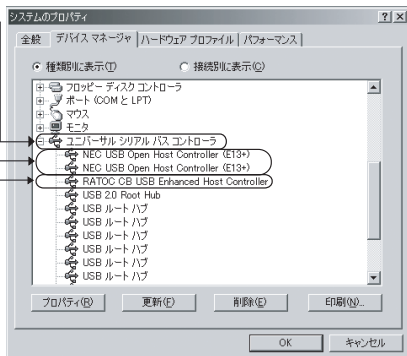 システムのプロパティ
全般 デバイス マネージャ ハードウェア プロファイル パフォーマンス
種類別に表示(T) 接続別に表示(C)
フロッピー ディスク コントローラ
ポート (COM と LPT)
マウス
モニタ
ユニバーサル シリアル バス コントローラ
NEC USB Open Host Controller (E13+)
NEC USB Open Host Controller (E13+)
RATOC CB USB Enhanced Host Controller
USB 2.0 Root Hub
USB ルート ハブ
USB ルート ハブ
USB ルート ハブ
USB ルート ハブ
USB ルート ハブ
USB ルート ハブ
プロパティ(R) 更新(F) 削除(E) 印刷(N)...
OK キャンセル